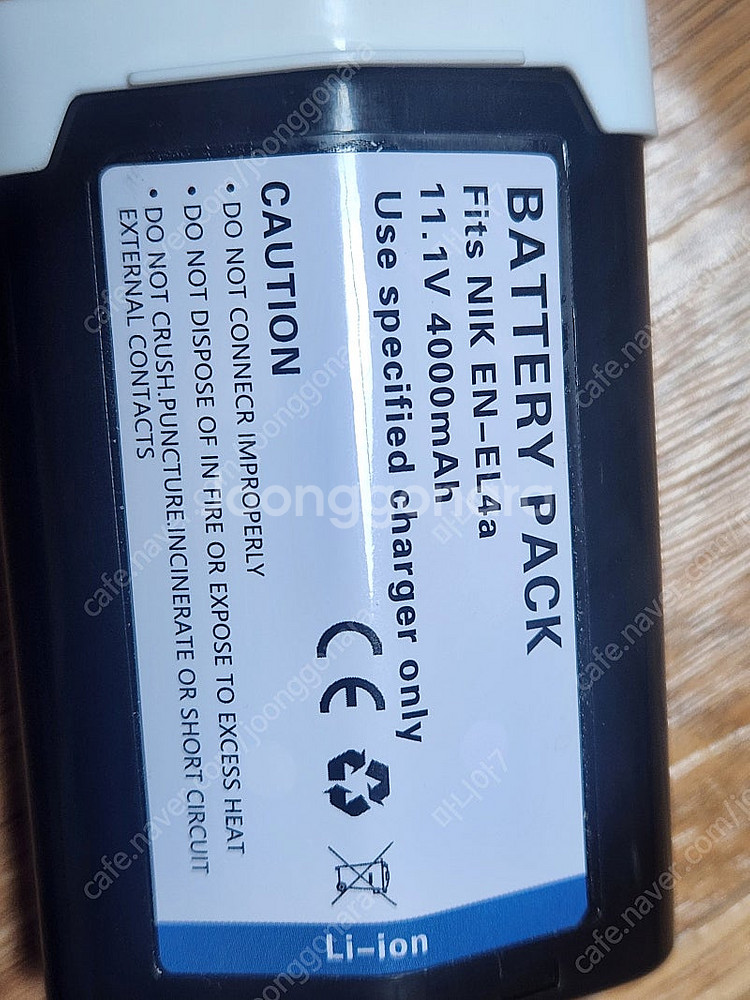 BATTERY PACK
Fits NIK EN-EL4a
11.1V 4000mAh
Use specified charger only
CAUTION
• DO NOT CONNECR IMPROPERLY
• DO NOT DISPOSE OF IN FIRE OR EXPOSE TO EXCESS HEAT
• DO NOT CRUSH.PUNCTURE.INCINERATE OR SHORT CIRCUIT
EXTERNAL CONTACTS
CE
Li-ion
Joonggonara
cafe.naver.com/joonggonara